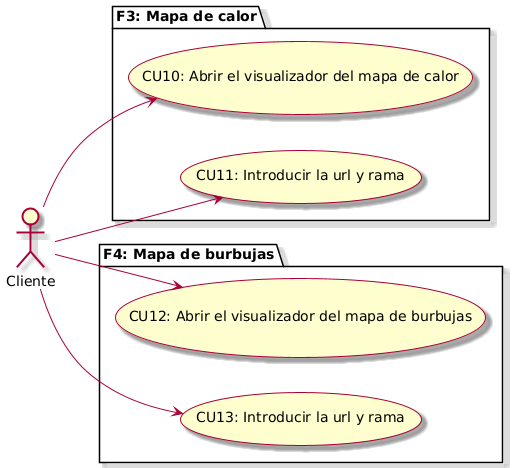 F3: Mapa de calor
CU10: Abrir el visualizador del mapa de calor
CU11: Introducir la url y rama
Cliente
F4: Mapa de burbujas
CU12: Abrir el visualizador del mapa de burbujas
CU13: Introducir la url y rama